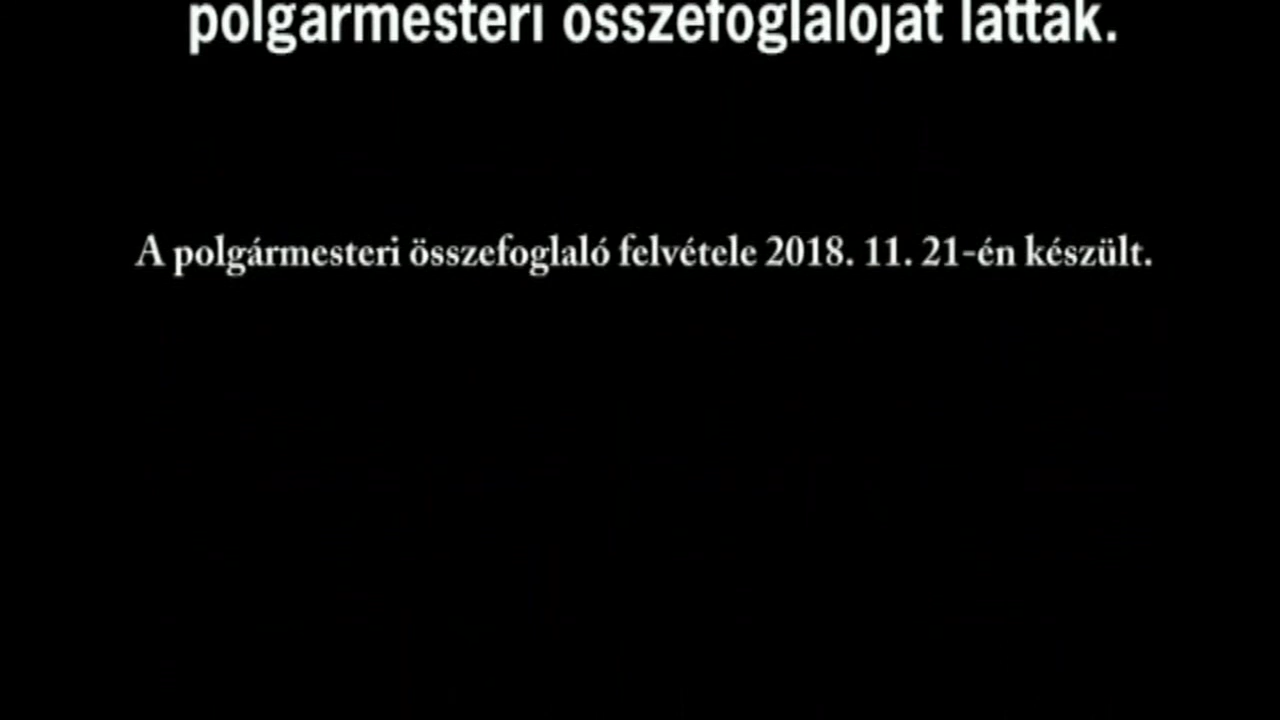 polgármesteri összefoglalóját látták.
A polgármesteri összefoglaló felvétele 2018. 11. 21-én készült.